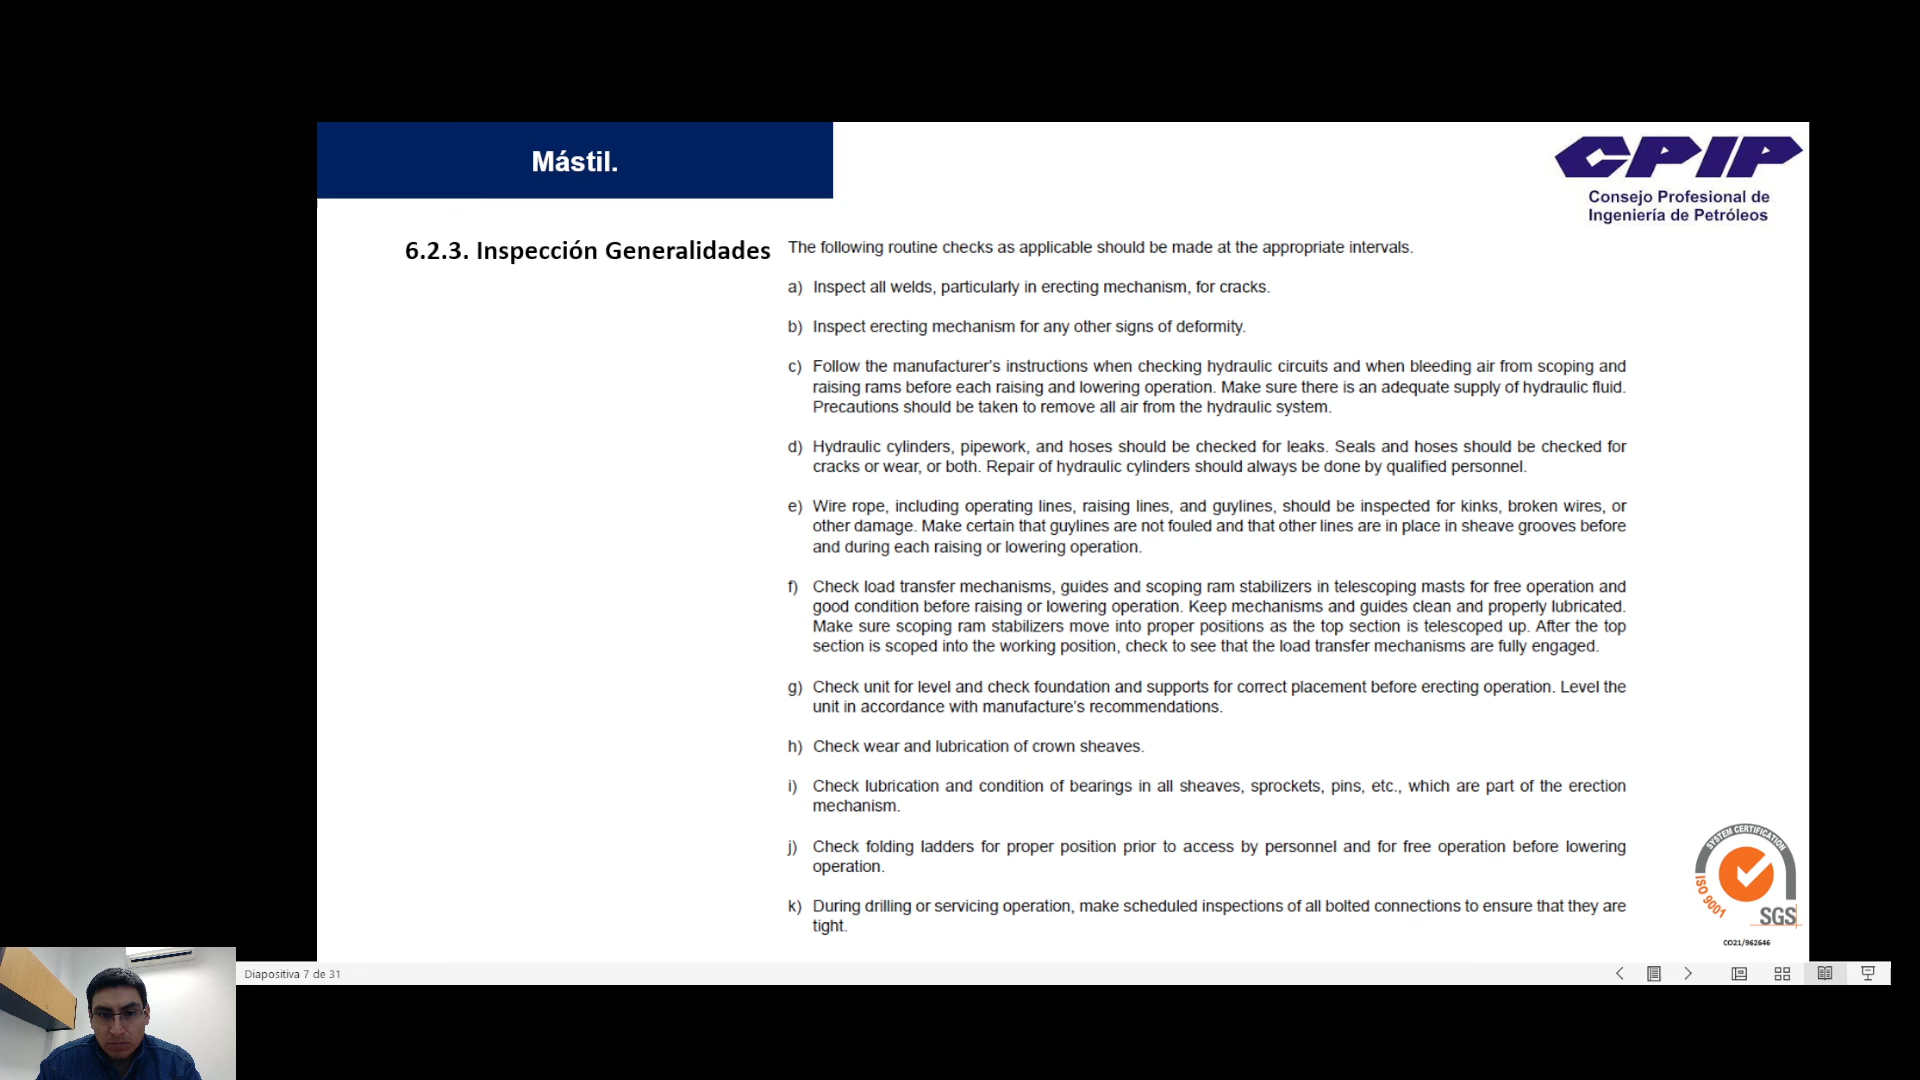 Mástil.
CPIP
Consejo Profesional de
Ingeniería de Petróleos
6.2.3. Inspección Generalidades
The following routine checks as applicable should be made at the appropriate intervals.
a) Inspect all welds, particularly in erecting mechanism, for cracks.
b) Inspect erecting mechanism for any other signs of deformity.
c) Follow the manufacturer's instructions when checking hydraulic circuits and when bleeding air from scoping and
raising rams before each raising and lowering operation. Make sure there is an adequate supply of hydraulic fluid.
Precautions should be taken to remove all air from the hydraulic system.
d) Hydraulic cylinders, pipework, and hoses should be checked for leaks. Seals and hoses should be checked for
cracks or wear, or both. Repair of hydraulic cylinders should always be done by qualified personnel.
e) Wire rope, including operating lines, raising lines, and guylines, should be inspected for kinks, broken wires, or
other damage. Make certain that guylines are not fouled and that other lines are in place in sheave grooves before
and during each raising or lowering operation.
f) Check load transfer mechanisms, guides and scoping ram stabilizers in telescoping masts for free operation and
good condition before raising or lowering operation. Keep mechanisms and guides clean and properly lubricated.
Make sure scoping ram stabilizers move into proper positions as the top section is telescoped up. After the top
section is scoped into the working position, check to see that the load transfer mechanisms are fully engaged.
g) Check unit for level and check foundation and supports for correct placement before erecting operation. Level the
unit in accordance with manufacture's recommendations.
h) Check wear and lubrication of crown sheaves.
i) Check lubrication and condition of bearings in all sheaves, sprockets, pins, etc., which are part of the erection
mechanism.
j) Check folding ladders for proper position prior to access by personnel and for free operation before lowering
operation.
k) During drilling or servicing operation, make scheduled inspections of all bolted connections to ensure that they are
tight.
SYSTEM CERTIFICATION
ISO 9001
SGS
CO21/962646
Diapositiva 7 de 31